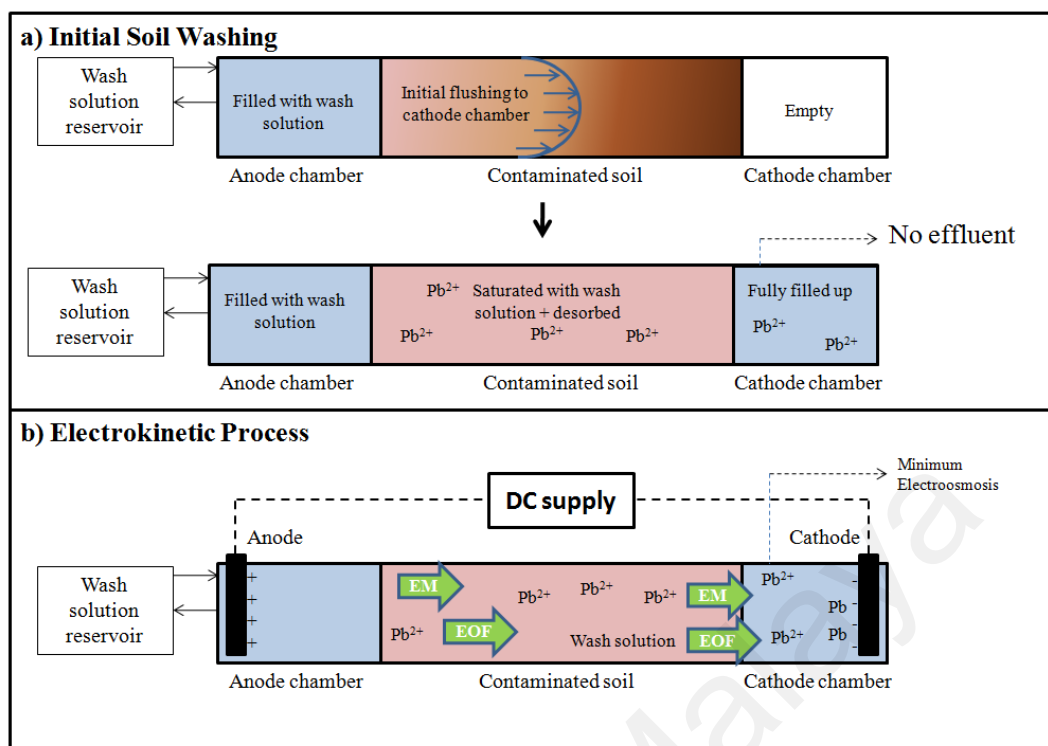 a) Initial Soil Washing
Wash
solution
reservoir
Filled with wash
solution
Initial flushing to
cathode chamber
Empty
Anode chamber
Contaminated soil
Cathode chamber
No effluent
Wash
solution
reservoir
Filled with wash
solution
Pb²⁺
Saturated with wash
solution + desorbed
Pb²⁺
Pb²⁺
Pb²⁺
Fully filled up
Pb²⁺
Pb²⁺
Anode chamber
Contaminated soil
Cathode chamber
b) Electrokinetic Process
Minimum
Electroosmosis
DC supply
Anode
Cathode
Wash
solution
reservoir
+
+
+
+
EM
Pb²⁺
EOF
Pb²⁺
Pb²⁺
Pb²⁺
EM
Wash solution
EOF
Pb²⁺
Pb
Pb²⁺
Pb
-
-
-
-
Anode chamber
Contaminated soil
Cathode chamber
Malaya